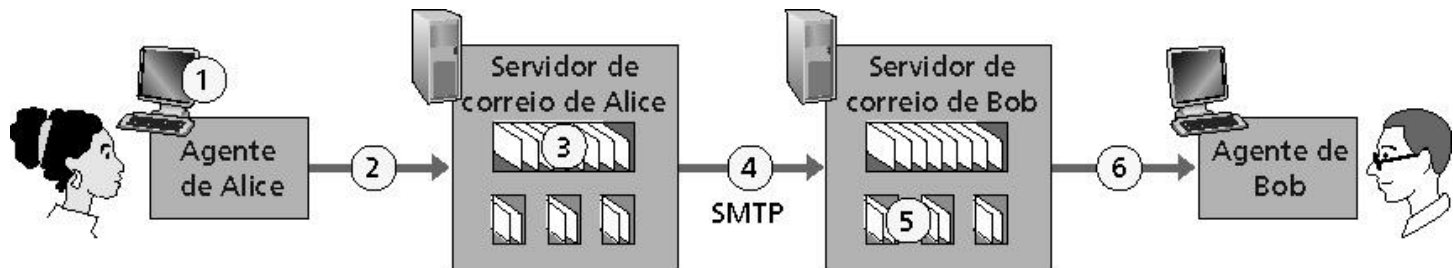 1
Agente
de Alice
2
Servidor de
correio de Alice
3
4
SMTP
Servidor de
correio de Bob
5
6
Agente de
Bob